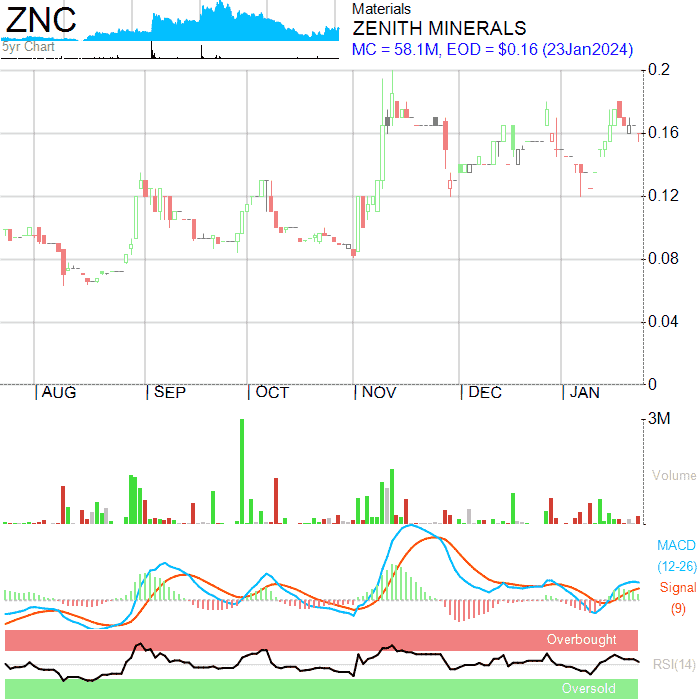 ZNC
5yr Chart
Materials
ZENITH MINERALS
MC = 58.1M, EOD = $0.16 (23Jan2024)
0.2
0.16
0.12
0.08
0.04
0
AUG SEP OCT NOV DEC JAN
3M
Volume
MACD
(12-26)
Signal
(9)
Overbought
RSI(14)
Oversold